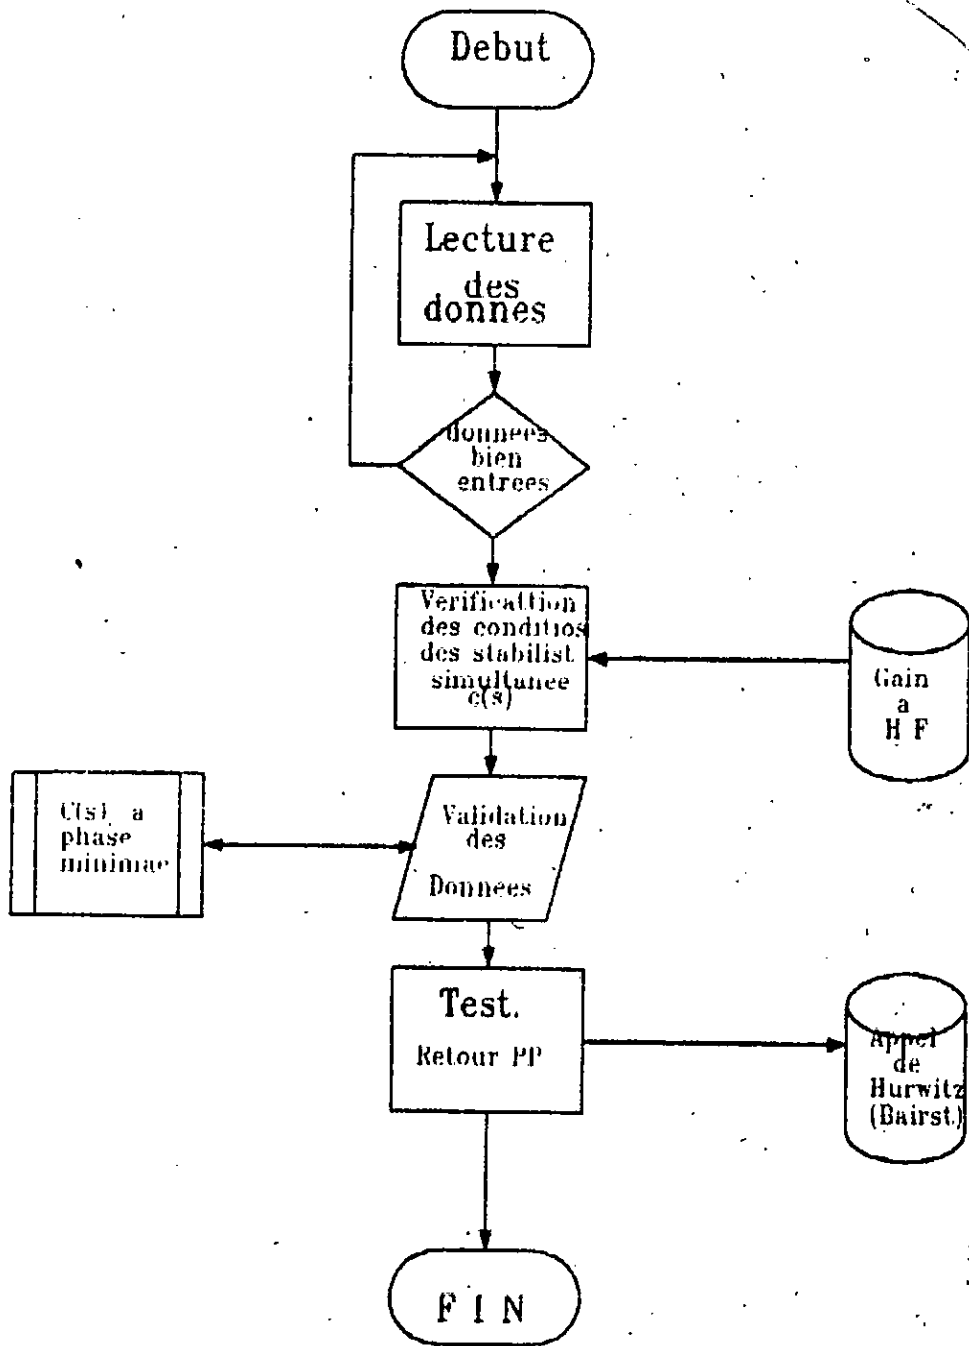 Debut
Lecture
des
donnes
donnees
bien
entrees
Verificattion
des conditios
des stabilist
simultanee
c(s)
Gain
a
H F
C(s) a
phase
minimae
Validation
des
Donnees
Test.
Retour PP
Appel
de
Hurwitz
(Bairst.)
F I N